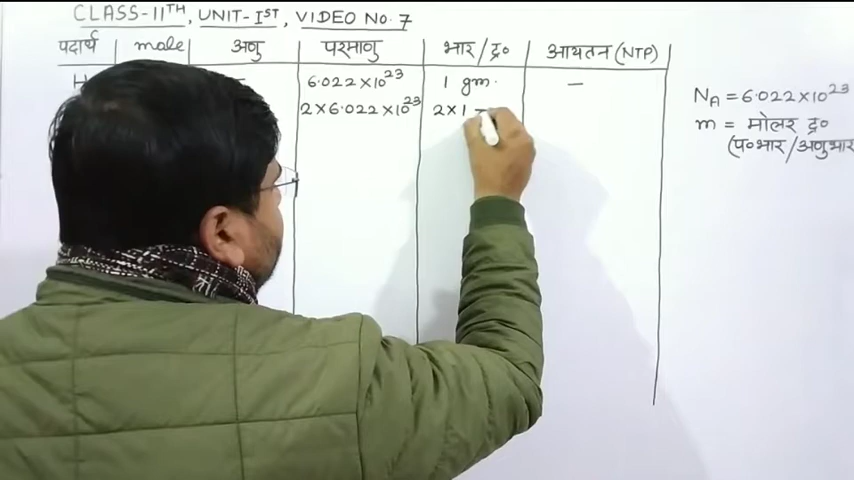 CLASS-11TH, UNIT-IST, VIDEO No. 7
पदार्थ mole अणु परमाणु भार/द्र० आयतन (NTP)
H 6.022×10²³ 1 gm. —
2×6.022×10²³ 2×1
N_A = 6.022×10²³
m = मोलर द्र०
(प०भार/अणुभार